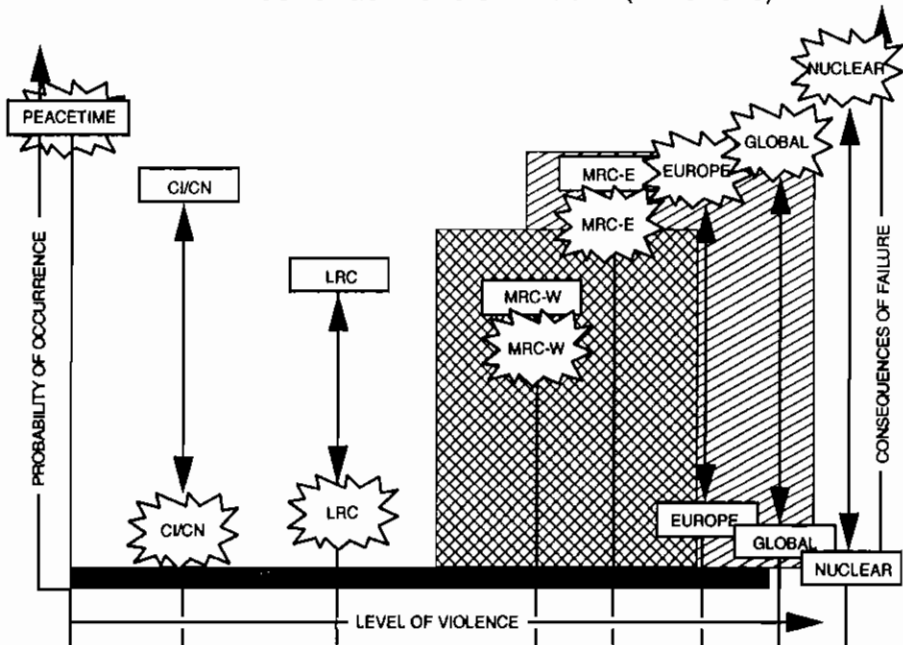 NUCLEAR
PEACETIME
GLOBAL
CI/CN
MRC-E
EUROPE
MRC-E
LRC
MRC-W
MRC-W
PROBABILITY OF OCCURRENCE
CONSEQUENCES OF FAILURE
CI/CN
LRC
EUROPE
GLOBAL
NUCLEAR
LEVEL OF VIOLENCE